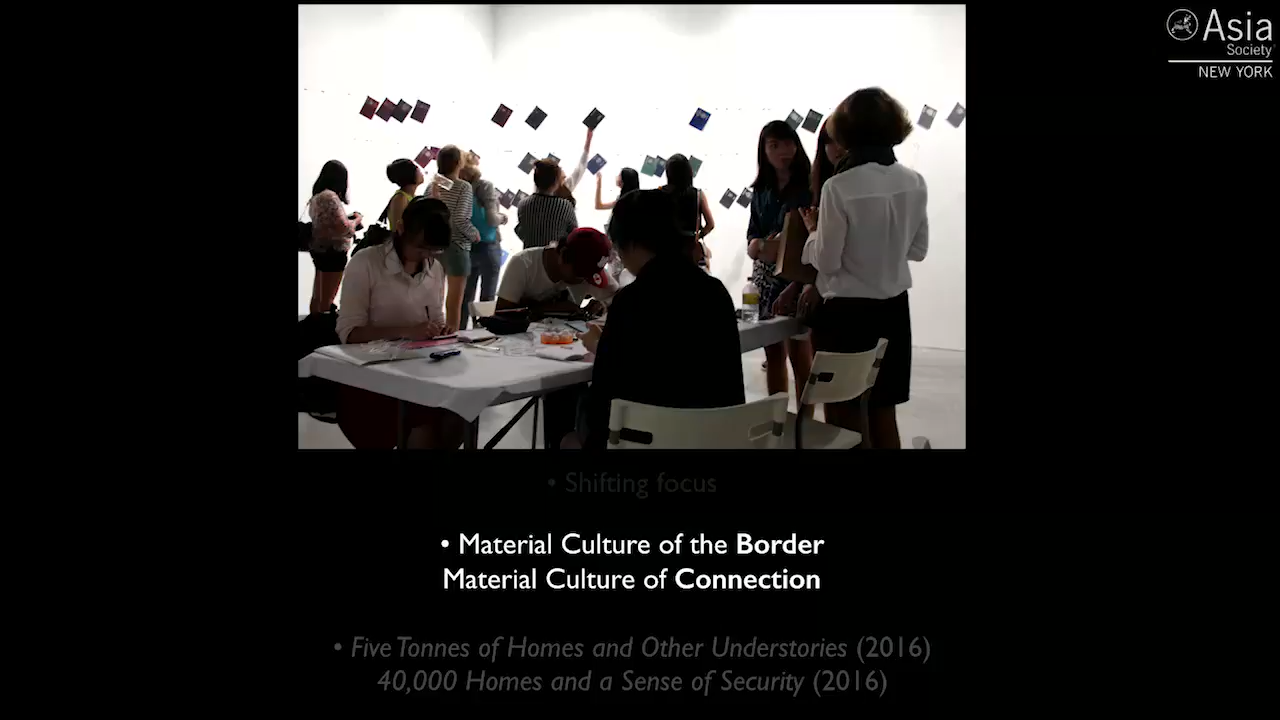 Asia
Society
NEW YORK
• Shifting focus
• Material Culture of the Border
Material Culture of Connection
• Five Tonnes of Homes and Other Understories (2016)
40,000 Homes and a Sense of Security (2016)